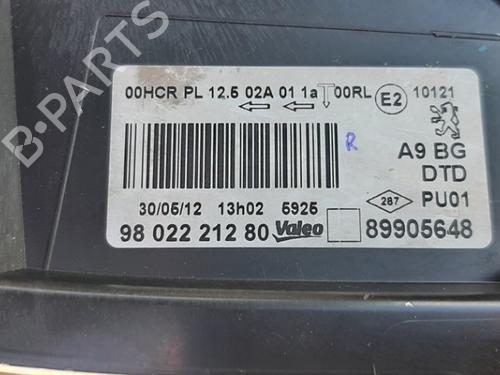 B-PARTS
00HCR PL 12.5 02A 01 1a 00RL E2 10121
R
A9 BG
DTD
30/05/12 13h02 5925 287 PU01
98 022 212 80 Valeo 89905648